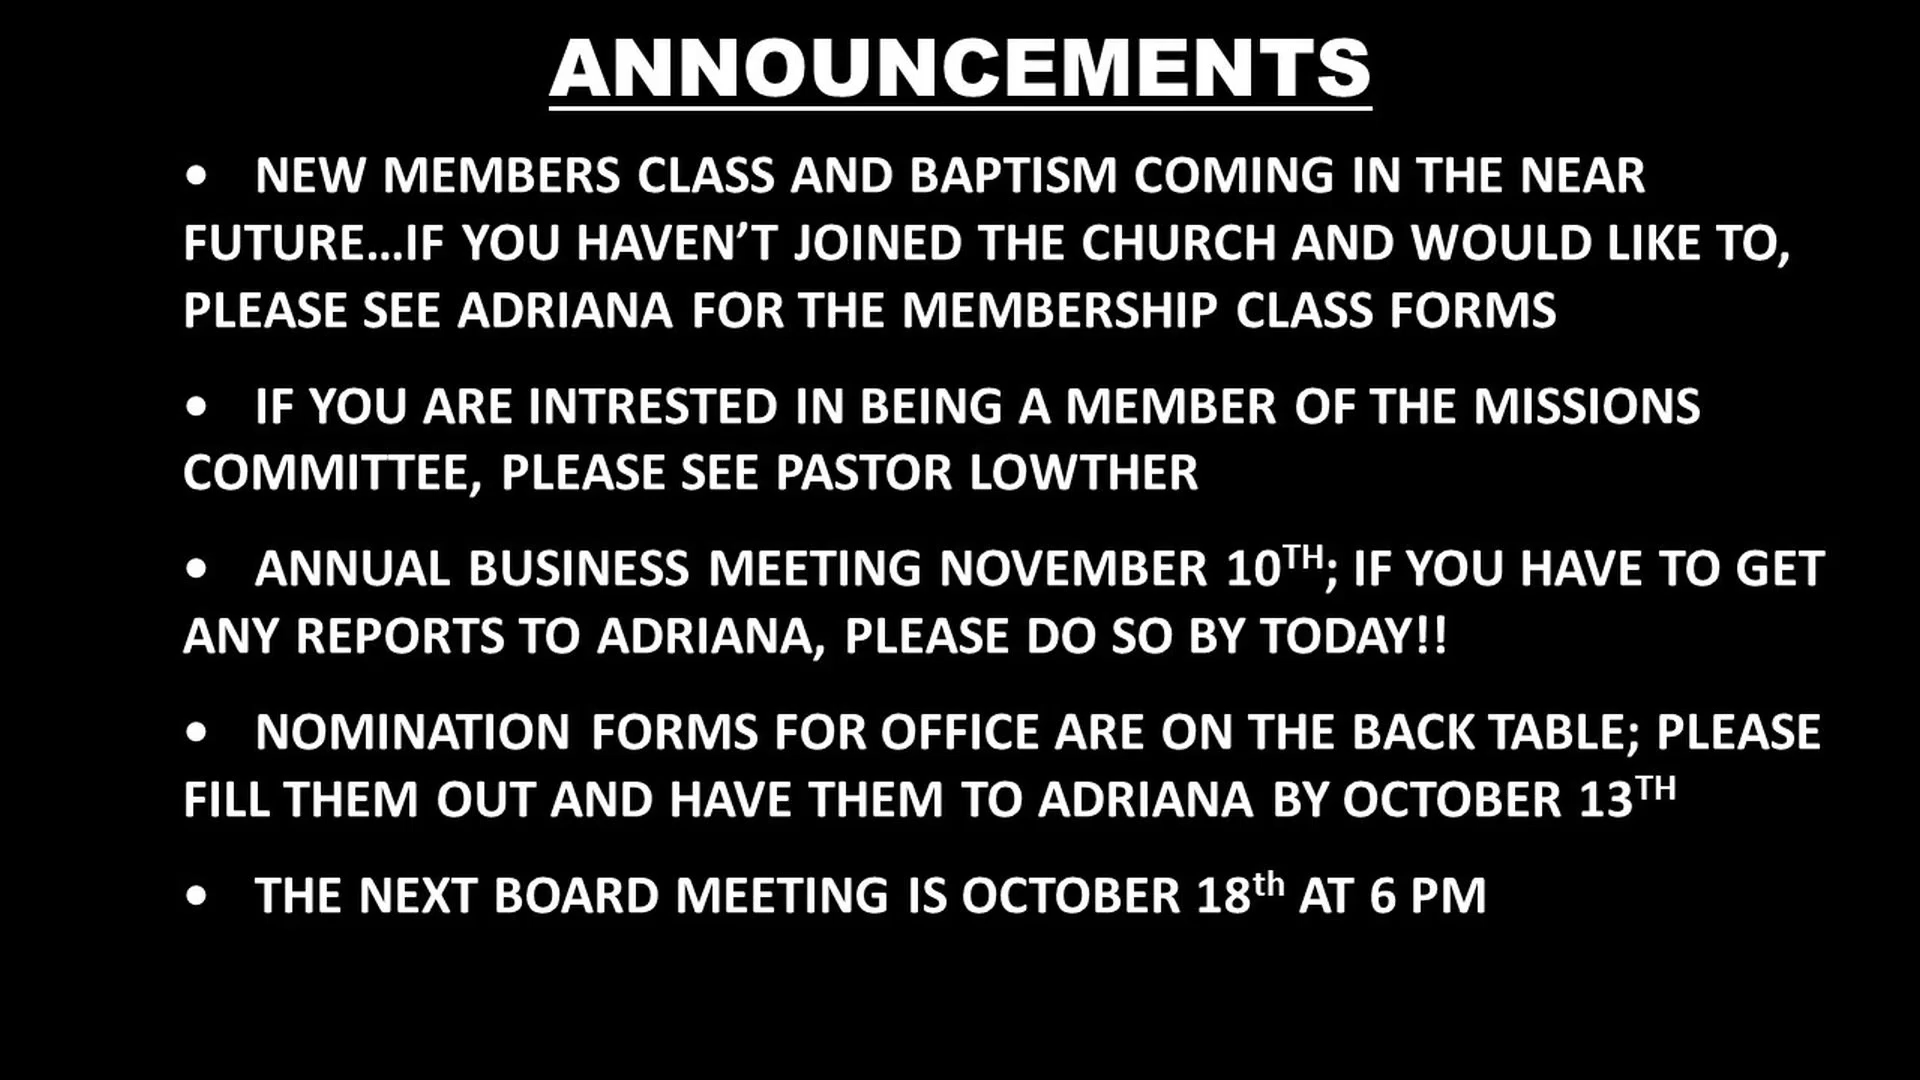 ANNOUNCEMENTS
• NEW MEMBERS CLASS AND BAPTISM COMING IN THE NEAR
FUTURE…IF YOU HAVEN’T JOINED THE CHURCH AND WOULD LIKE TO,
PLEASE SEE ADRIANA FOR THE MEMBERSHIP CLASS FORMS
• IF YOU ARE INTRESTED IN BEING A MEMBER OF THE MISSIONS
COMMITTEE, PLEASE SEE PASTOR LOWTHER
• ANNUAL BUSINESS MEETING NOVEMBER 10TH; IF YOU HAVE TO GET
ANY REPORTS TO ADRIANA, PLEASE DO SO BY TODAY!!
• NOMINATION FORMS FOR OFFICE ARE ON THE BACK TABLE; PLEASE
FILL THEM OUT AND HAVE THEM TO ADRIANA BY OCTOBER 13TH
• THE NEXT BOARD MEETING IS OCTOBER 18th AT 6 PM